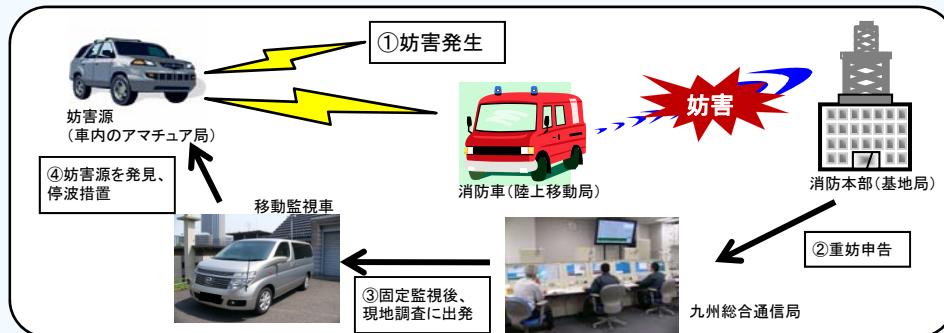 ①妨害発生
妨害源
（車内のアマチュア局）
妨害
消防車（陸上移動局）
消防本部（基地局）
④妨害源を発見、
停波措置
移動監視車
②重妨申告
③固定監視後、
現地調査に出発
九州総合通信局